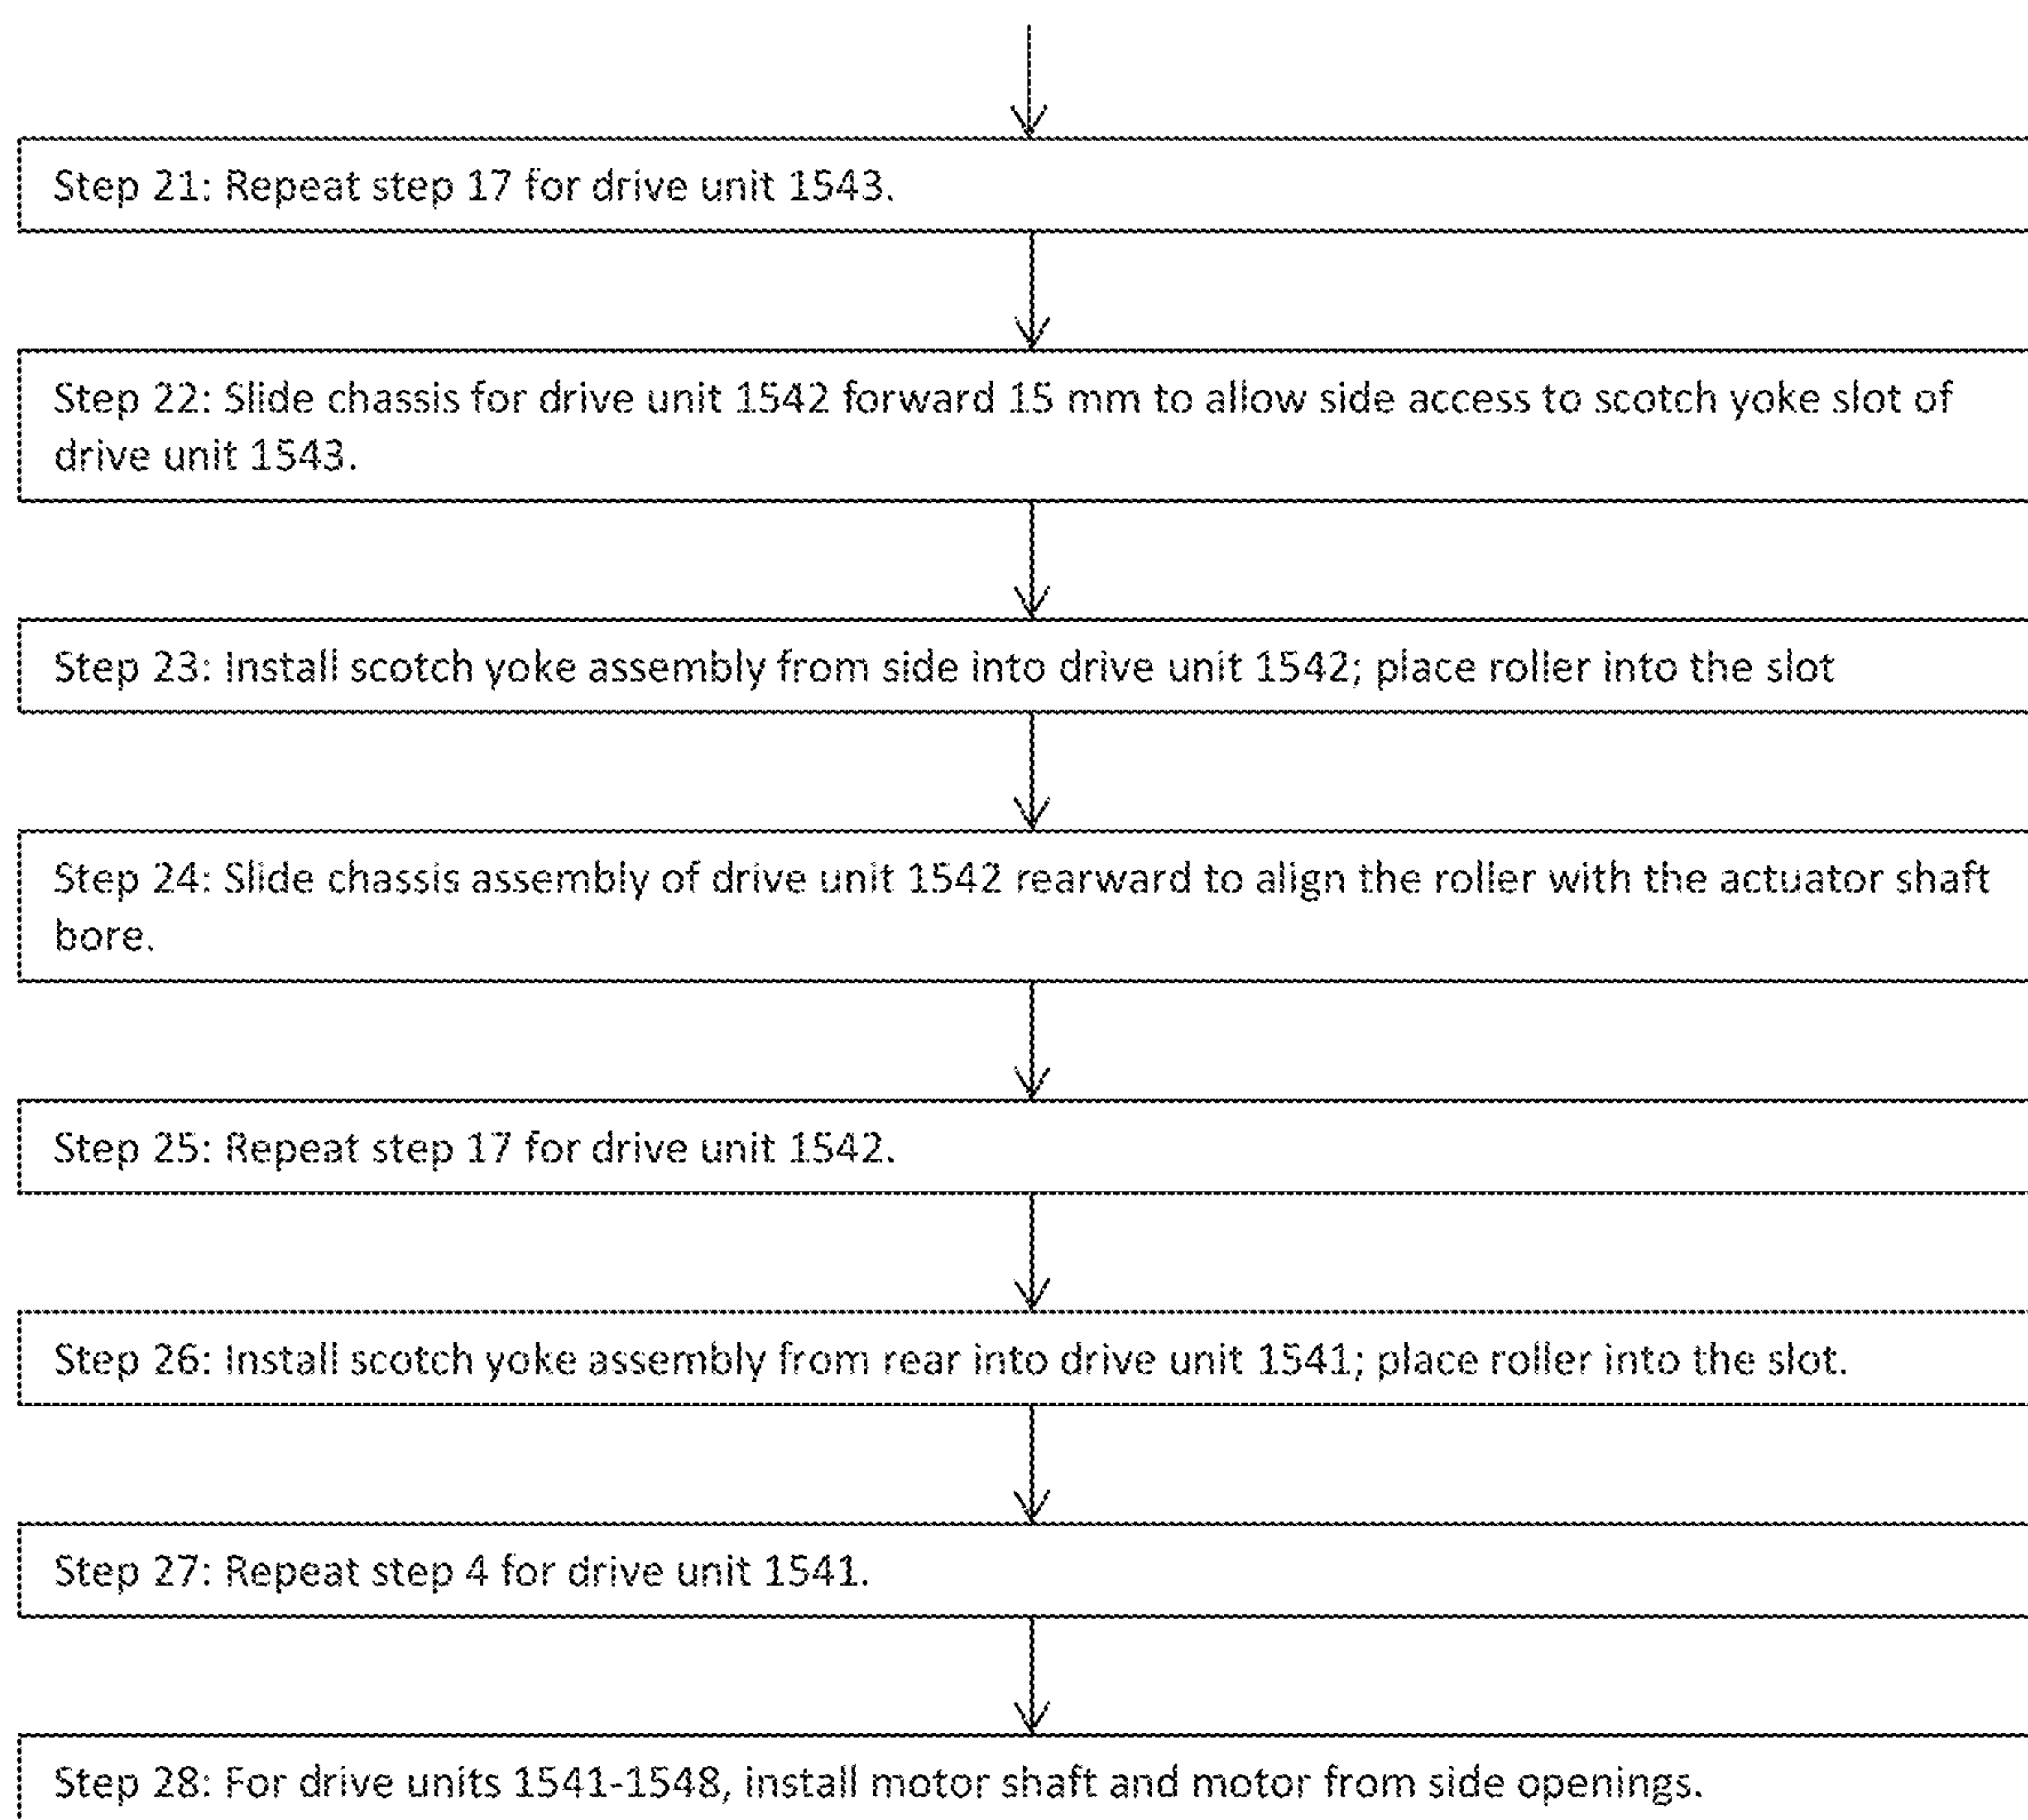 Step 21: Repeat step 17 for drive unit 1543.
Step 22: Slide chassis for drive unit 1542 forward 15 mm to allow side access to scotch yoke slot of
drive unit 1543.
Step 23: Install scotch yoke assembly from side into drive unit 1542; place roller into the slot
Step 24: Slide chassis assembly of drive unit 1542 rearward to align the roller with the actuator shaft
bore.
Step 25: Repeat step 17 for drive unit 1542.
Step 26: Install scotch yoke assembly from rear into drive unit 1541; place roller into the slot.
Step 27: Repeat step 4 for drive unit 1541.
Step 28: For drive units 1541-1548, install motor shaft and motor from side openings.